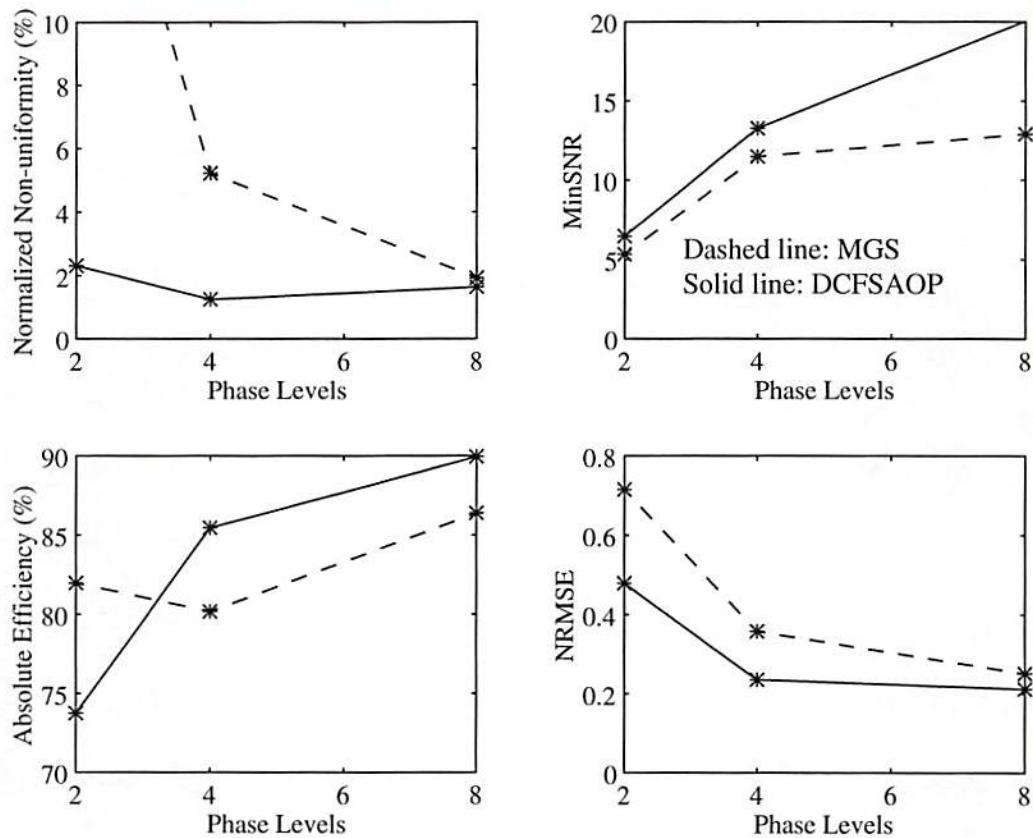 Normalized Non-uniformity (%)
10
8
6
4
2
0
2 4 6 8
Phase Levels
MinSNR
20
15
10
5
0
Dashed line: MGS
Solid line: DCFSAOP
2 4 6 8
Phase Levels
Absolute Efficiency (%)
90
85
80
75
70
2 4 6 8
Phase Levels
NRMSE
0.8
0.6
0.4
0.2
0
2 4 6 8
Phase Levels